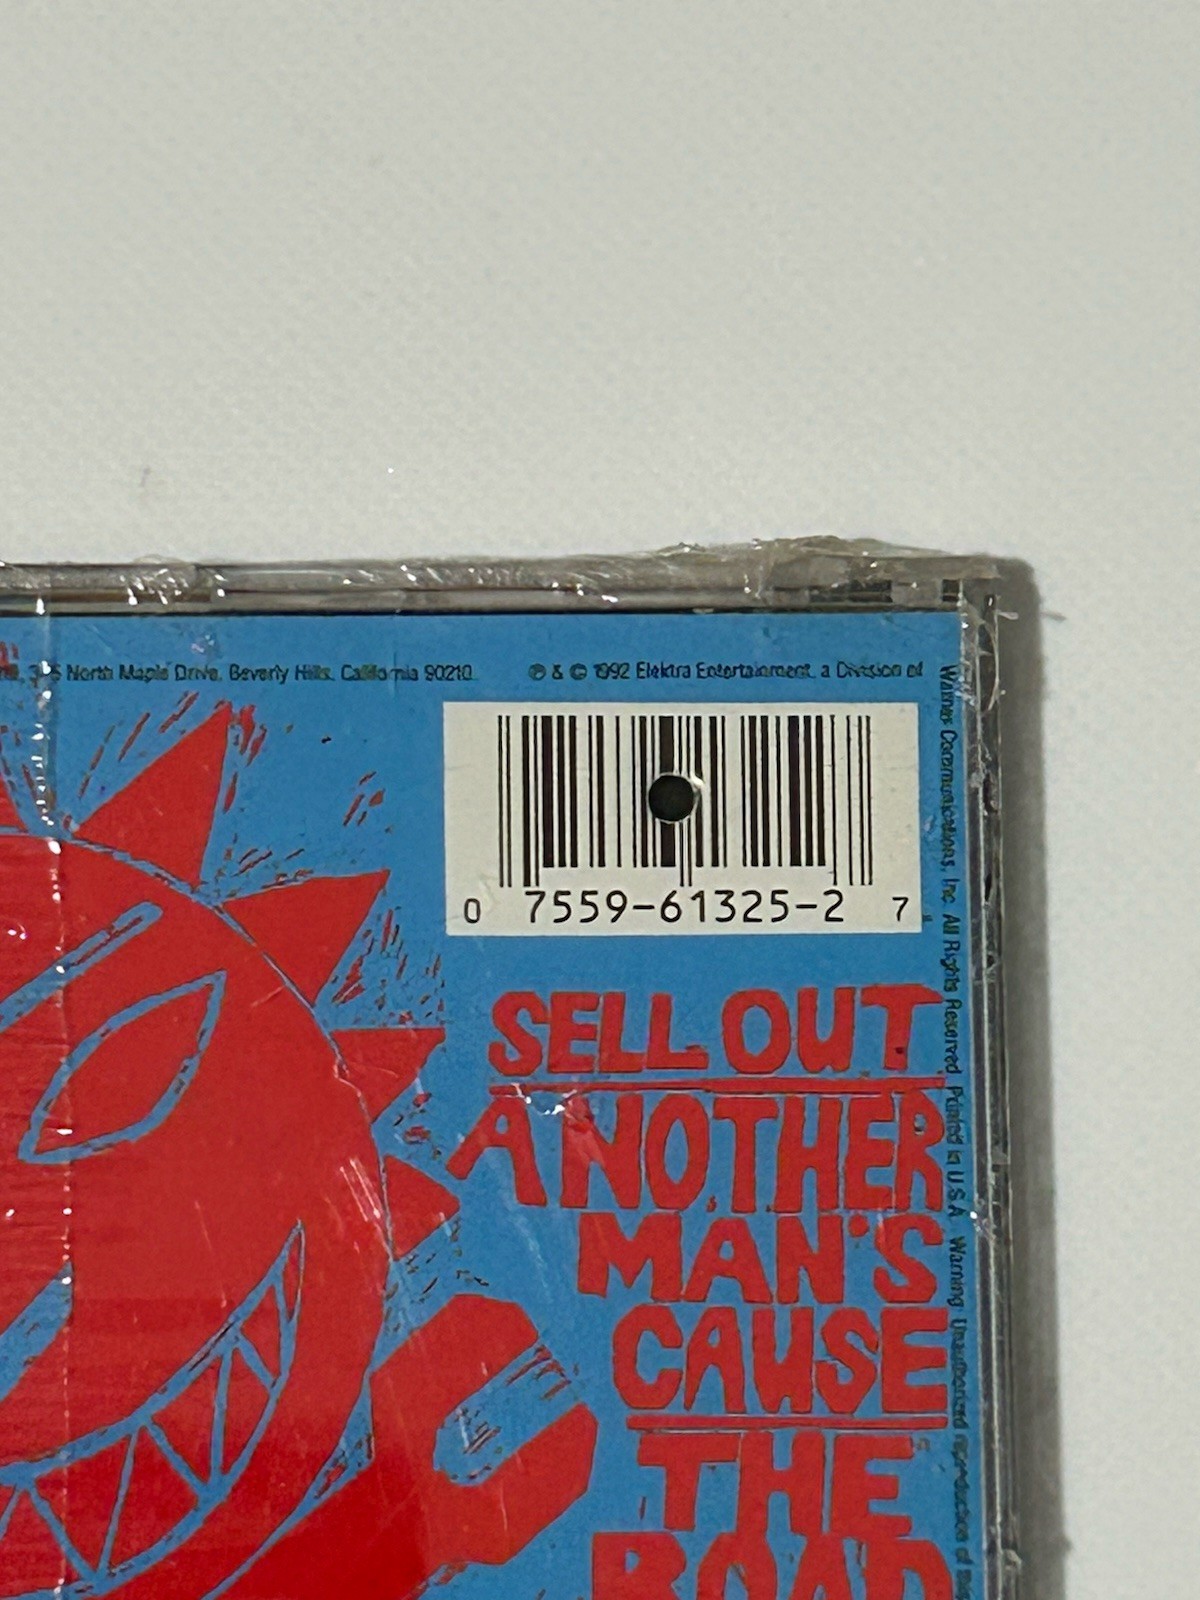 North Maple Drive, Beverly Hills, California 90210. ℗ & © 1992 Elektra Entertainment, a Division of
Warner Communications, Inc. All Rights Reserved. Printed in U.S.A. Warning: Unauthorized reproduction of
0 7559-61325-2 7
SELL OUT
ANOTHER
MAN'S
CAUSE
THE
ROAD